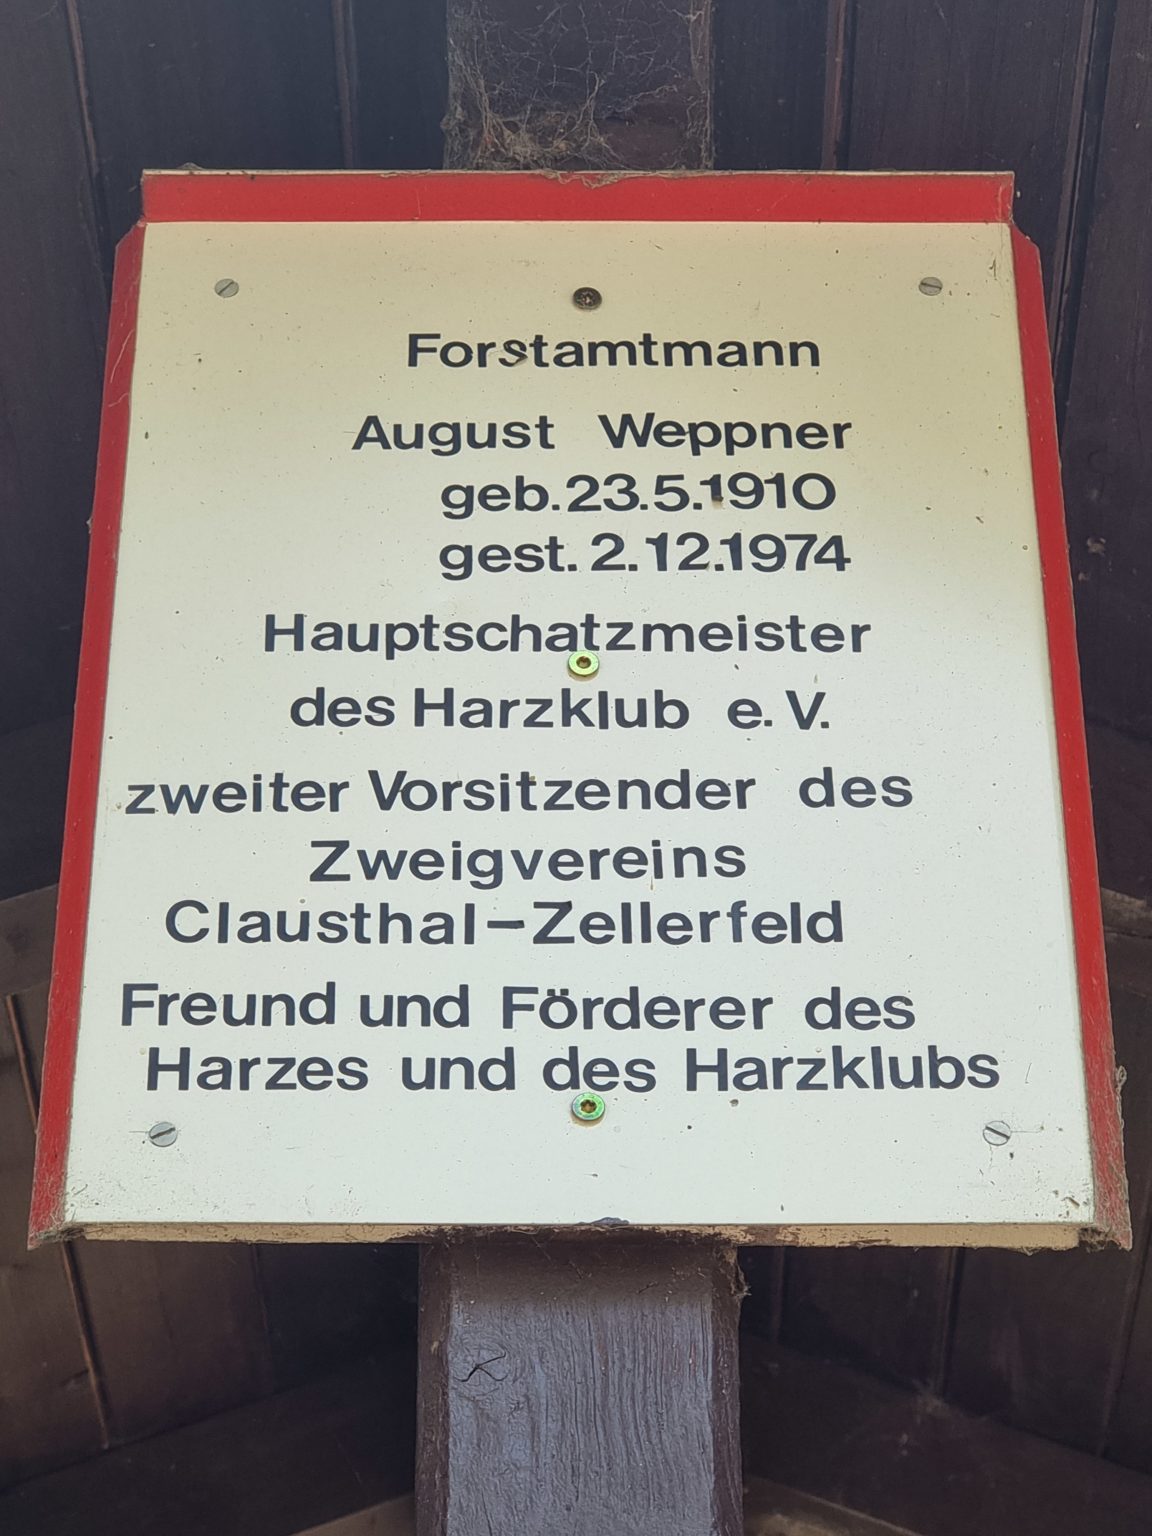 Forstamtmann
August Weppner
geb.23.5.1910
gest. 2.12.1974
Hauptschatzmeister
des Harzklub e. V.
zweiter Vorsitzender des
Zweigvereins
Clausthal-Zellerfeld
Freund und Förderer des
Harzes und des Harzklubs